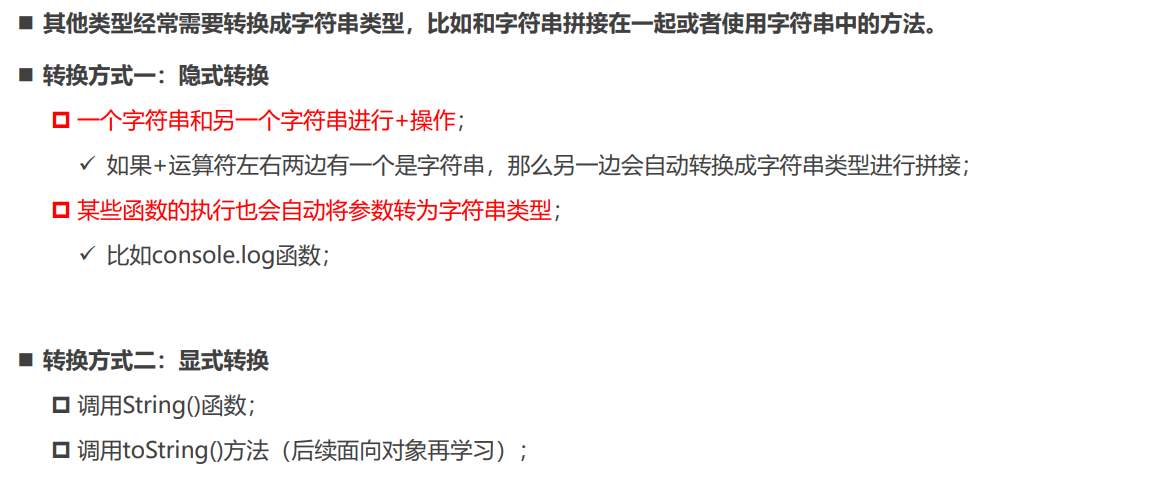 ■ 其他类型经常需要转换成字符串类型，比如和字符串拼接在一起或者使用字符串中的方法。
■ 转换方式一：隐式转换
一个字符串和另一个字符串进行+操作；
✓ 如果+运算符左右两边有一个是字符串，那么另一边会自动转换成字符串类型进行拼接；
某些函数的执行也会自动将参数转为字符串类型；
✓ 比如console.log函数；
■ 转换方式二：显式转换
调用String()函数；
调用toString()方法（后续面向对象再学习）；